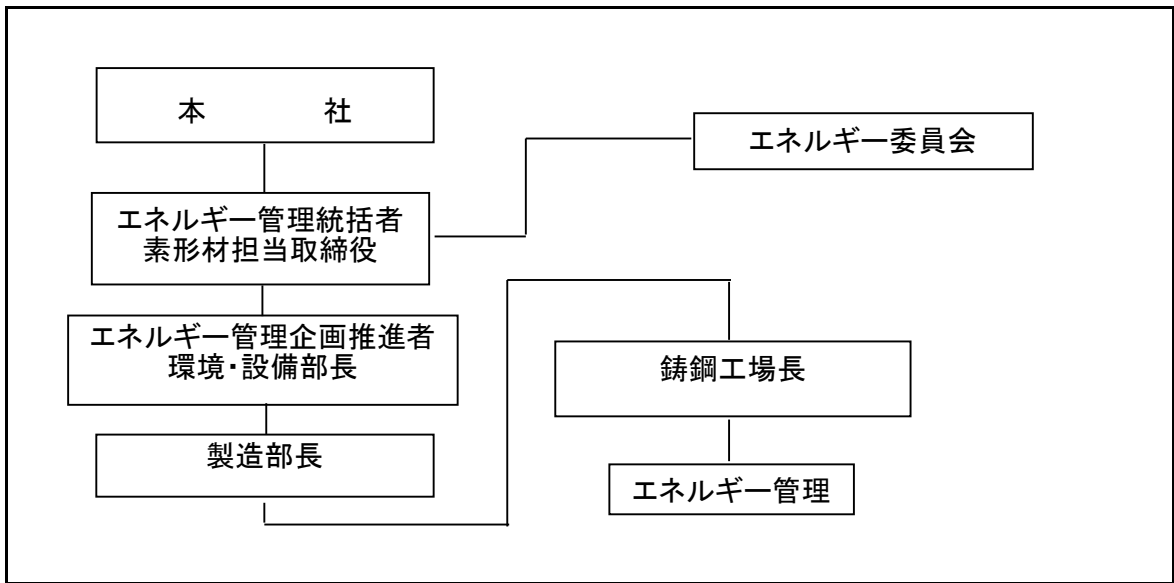 本　　　　社
エネルギー委員会
エネルギー管理統括者
素形材担当取締役
エネルギー管理企画推進者
環境・設備部長
鋳鋼工場長
製造部長
エネルギー管理